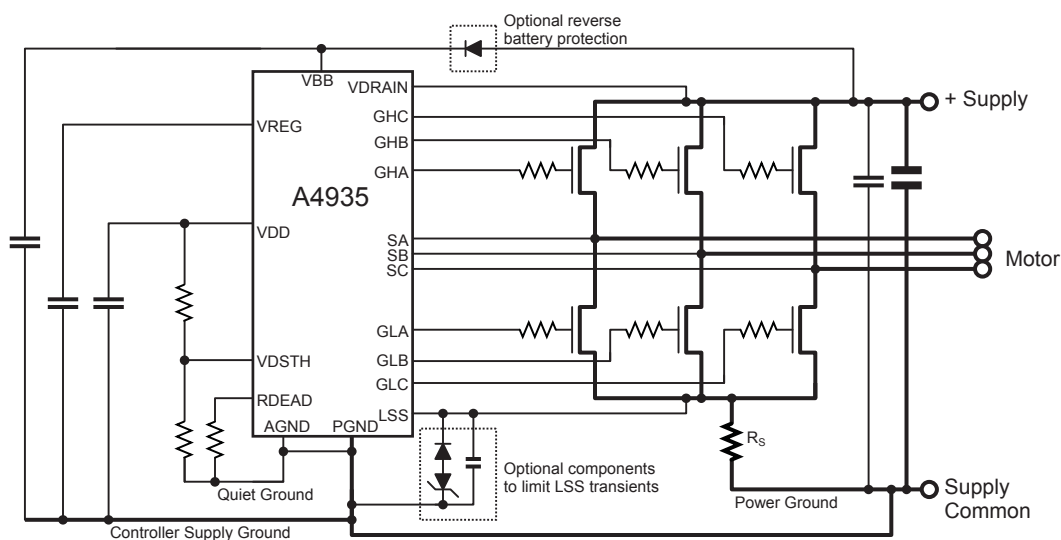 Optional reverse
battery protection
VBB
VDRAIN
+ Supply
GHC
VREG
GHB
GHA
A4935
VDD
SA
SB
SC
Motor
GLA
VDSTH
GLB
GLC
RDEAD
LSS
AGND
PGND
RS
Optional components
to limit LSS transients
Quiet Ground
Power Ground
Supply
Common
Controller Supply Ground